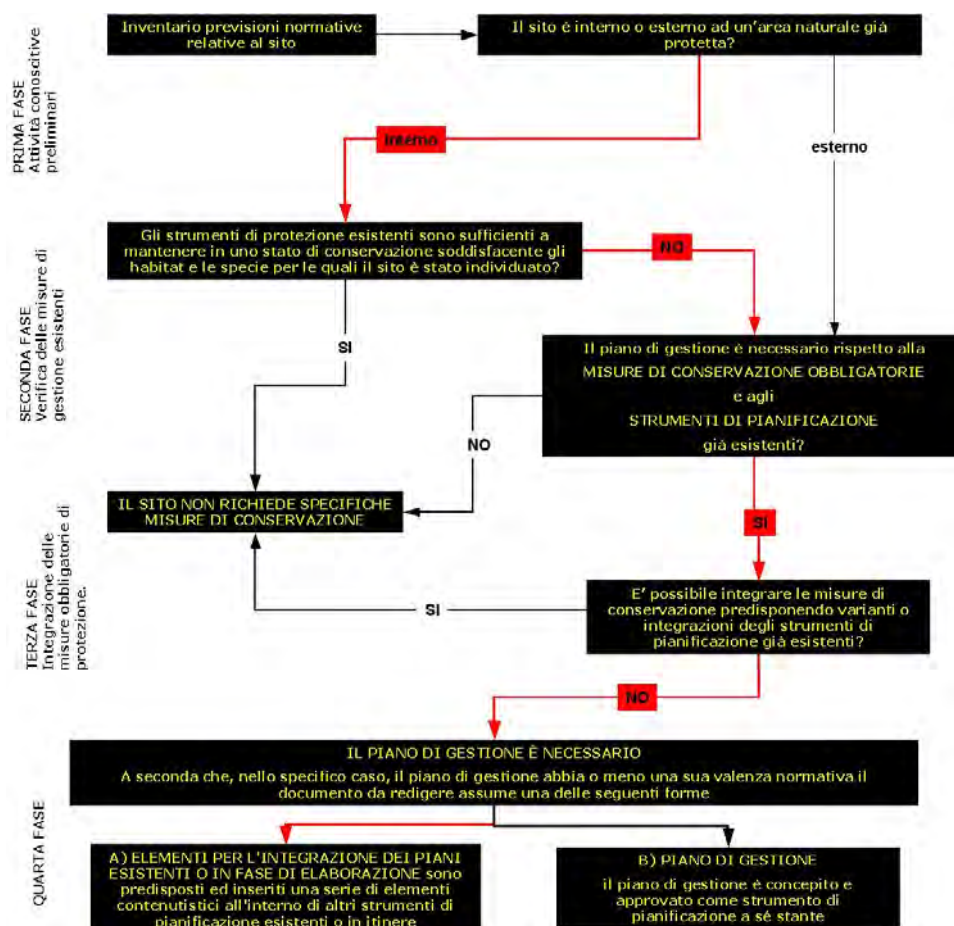 Inventario previsioni normative
relative al sito
Il sito è interno o esterno ad un'area naturale già
protetta?
PRIMA FASE
Attività conoscitive
preliminari
interno
esterno
Gli strumenti di protezione esistenti sono sufficienti a
mantenere in uno stato di conservazione soddisfacente gli
habitat e le specie per le quali il sito è stato individuato?
NO
SECONDA FASE
Verifica delle misure di
gestione esistenti
SI
Il piano di gestione è necessario rispetto alla
MISURE DI CONSERVAZIONE OBBLIGATORIE
e agli
STRUMENTI DI PIANIFICAZIONE
già esistenti?
NO
IL SITO NON RICHIEDE SPECIFICHE
MISURE DI CONSERVAZIONE
SI
TERZA FASE
Integrazione delle
misure obbligatorie di
protezione.
SI
E' possibile integrare le misure di
conservazione predisponendo varianti o
integrazioni degli strumenti di
pianificazione già esistenti?
NO
IL PIANO DI GESTIONE È NECESSARIO
A seconda che, nello specifico caso, il piano di gestione abbia o meno una sua valenza normativa il
documento da redigere assume una delle seguenti forme
QUARTA FASE
A) ELEMENTI PER L'INTEGRAZIONE DEI PIANI
ESISTENTI O IN FASE DI ELABORAZIONE sono
predisposti ed inseriti una serie di elementi
contenutistici all'interno di altri strumenti di
pianificazione esistenti o in itinere
B) PIANO DI GESTIONE
il piano di gestione è concepito e
approvato come strumento di
pianificazione a sé stante